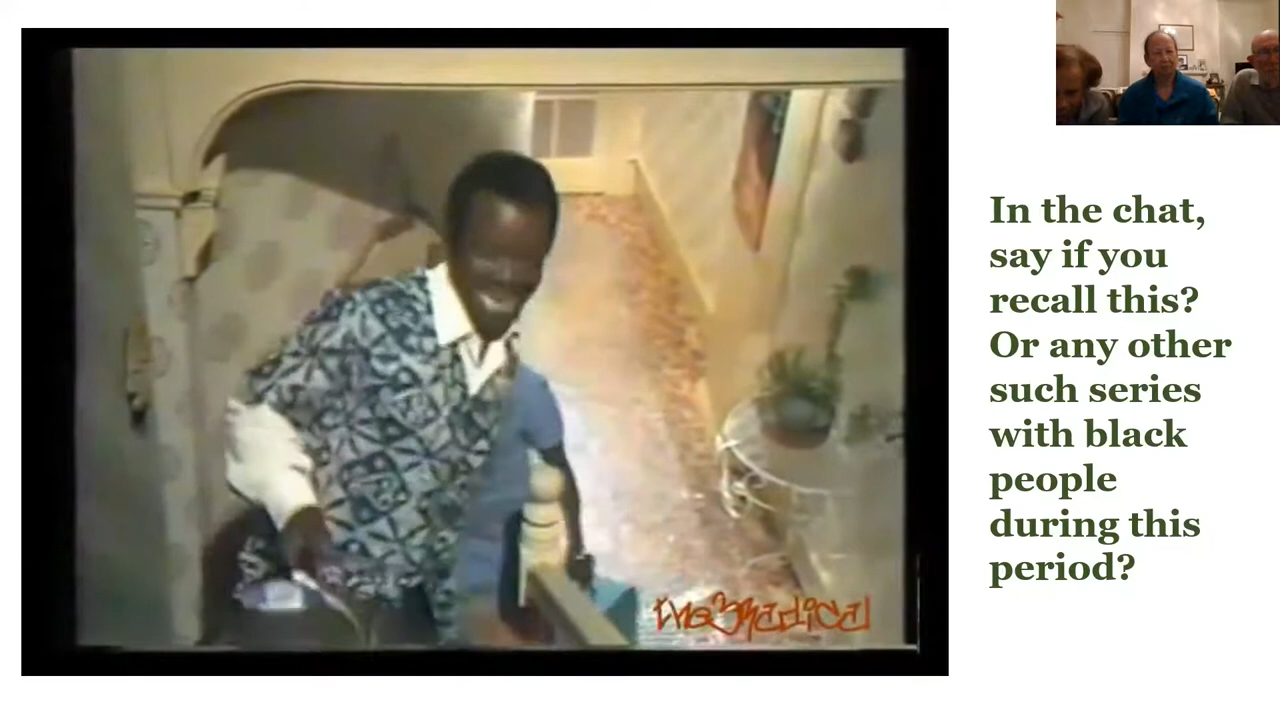 In the chat,
say if you
recall this?
Or any other
such series
with black
people
during this
period?